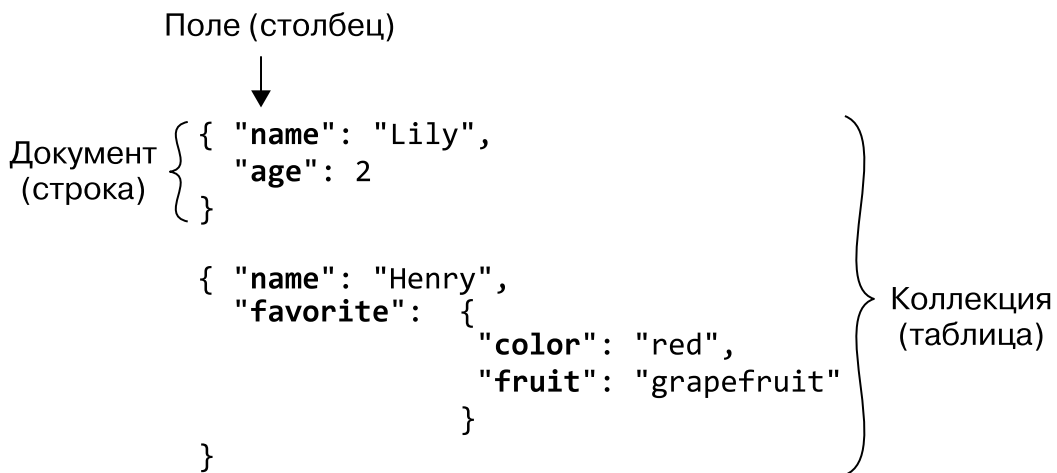 Поле (столбец)
Документ
(строка)
{ "name": "Lily",
"age": 2
}
{ "name": "Henry",
"favorite": {
"color": "red",
"fruit": "grapefruit"
}
}
Коллекция
(таблица)